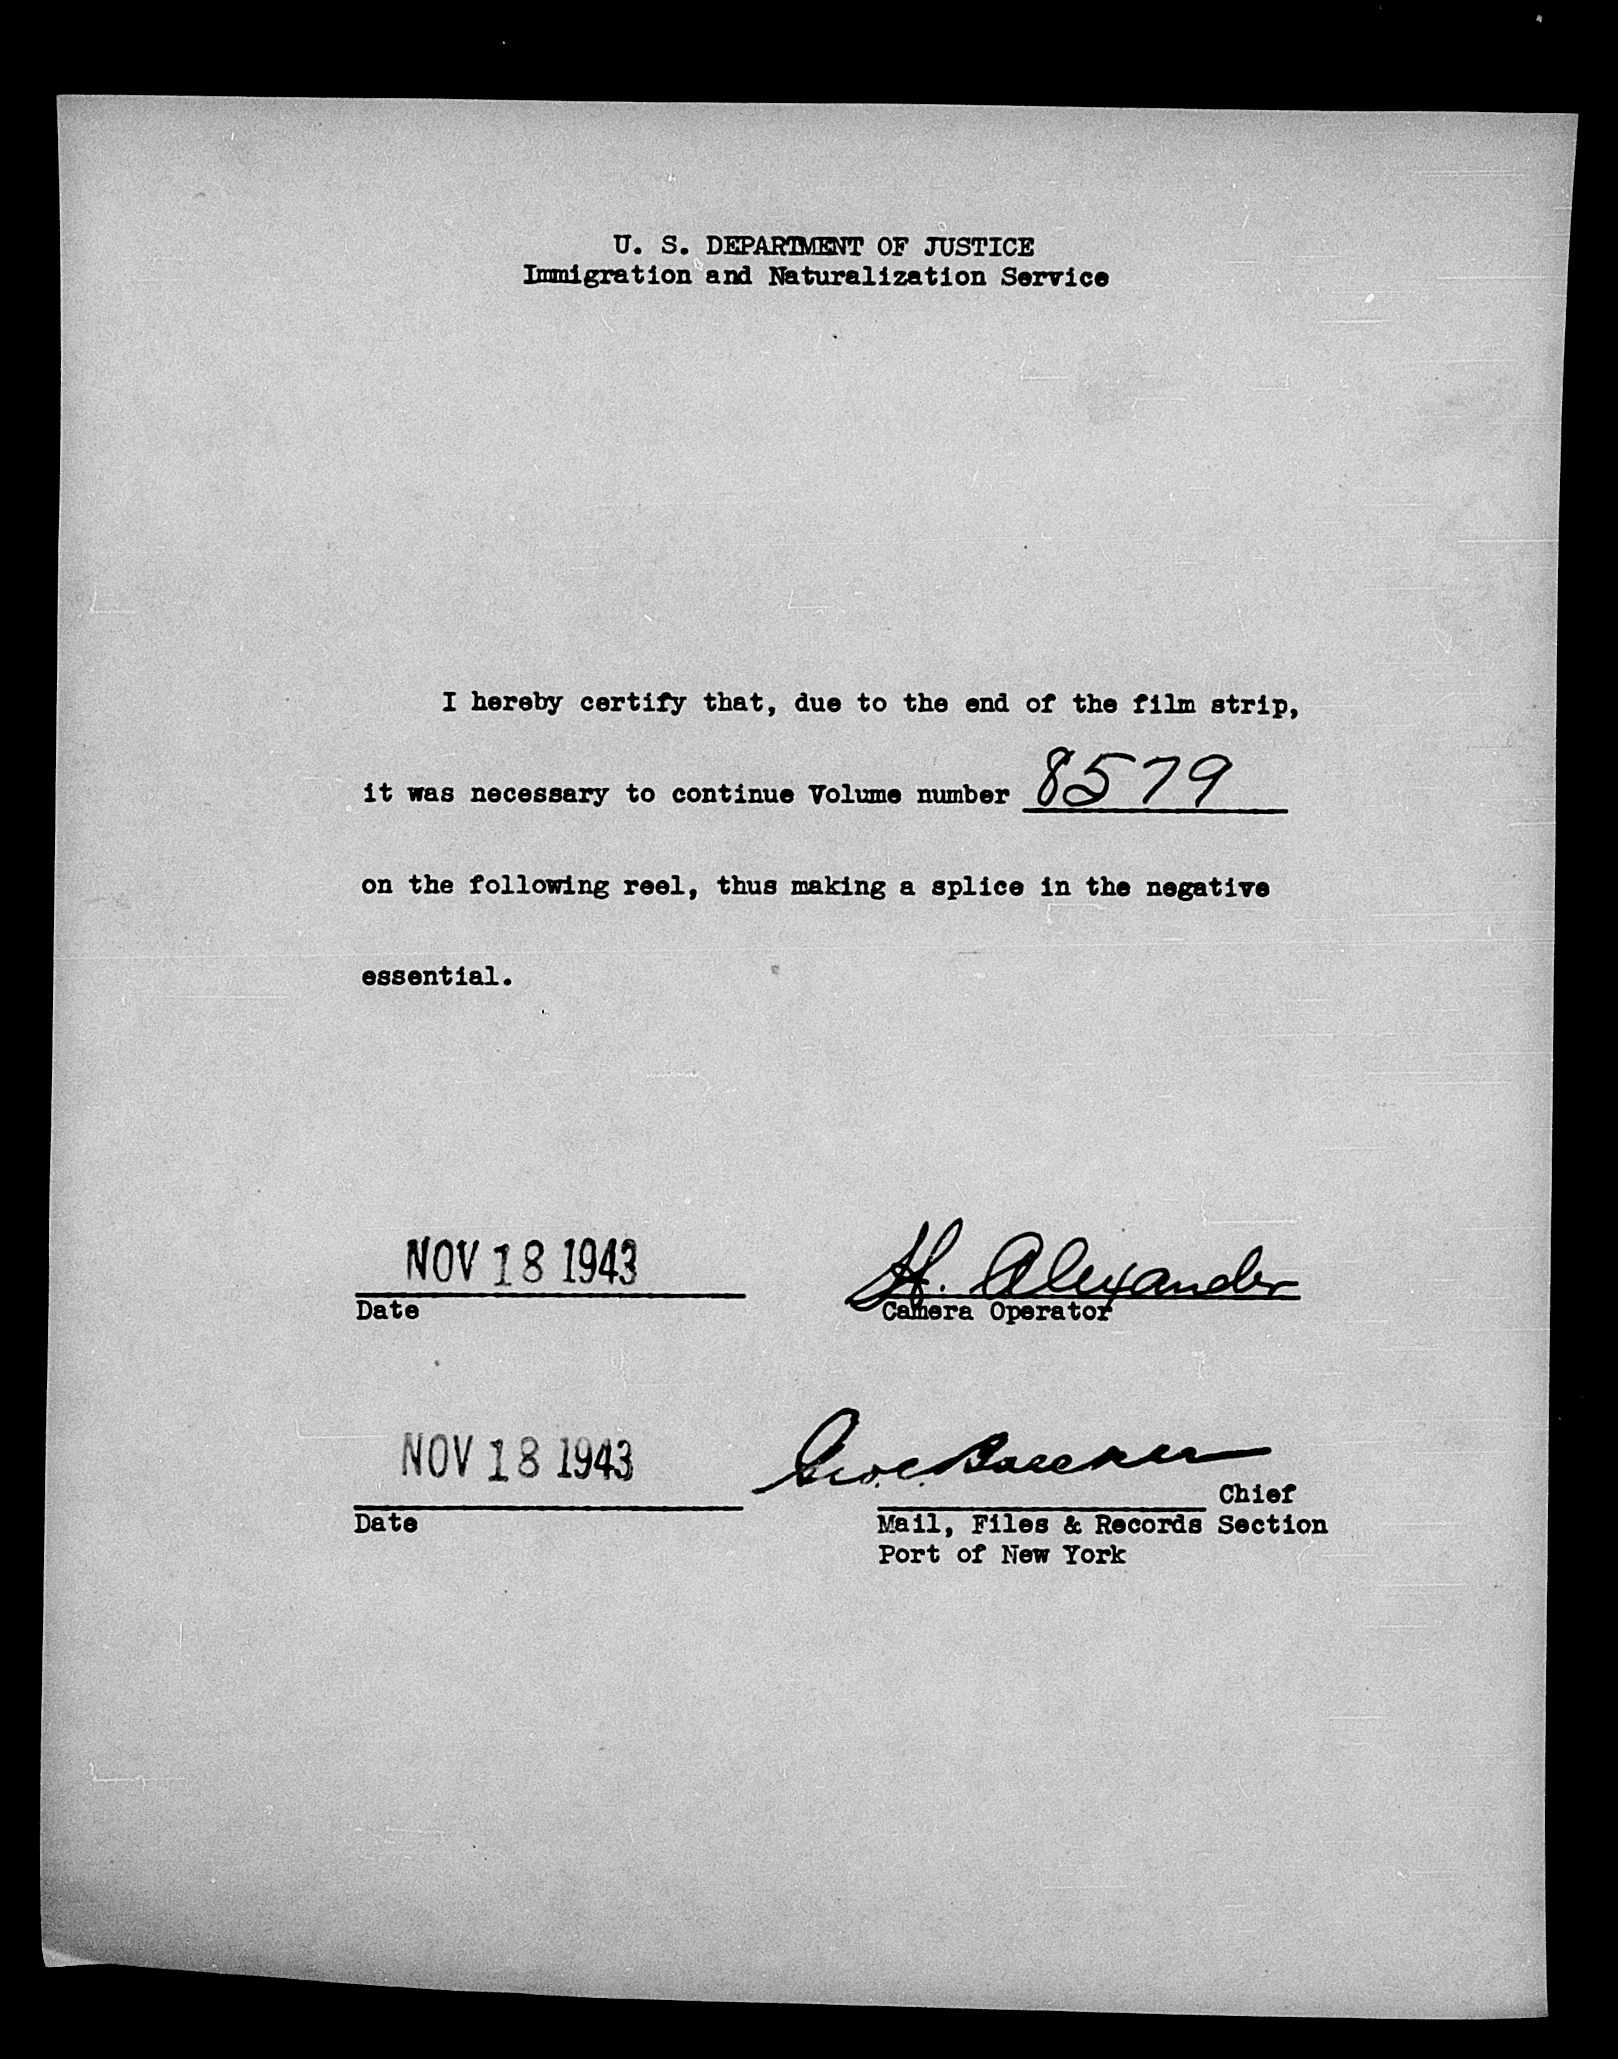 U. S. DEPARTMENT OF JUSTICE
Immigration and Naturalization Service
I hereby certify that, due to the end of the film strip,
it was necessary to continue Volume number 8579
on the following reel, thus making a splice in the negative
essential.
NOV 18 1943
H. Alexander
Date
Camera Operator
NOV 18 1943
Chief
Date
Mail, Files & Records Section
Port of New York